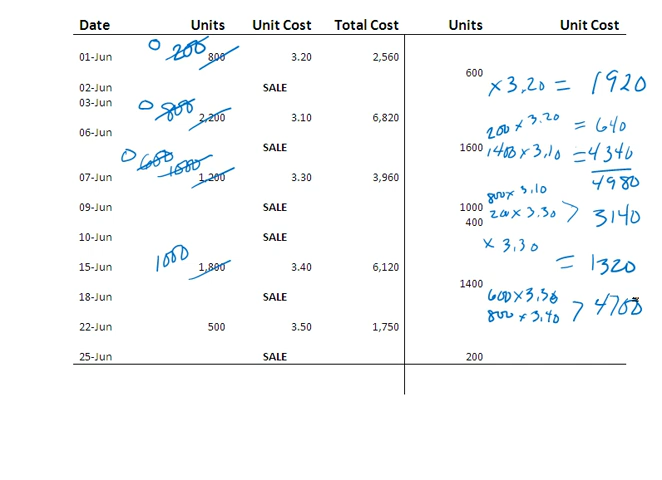 Date Units Unit Cost Total Cost Units Unit Cost
0 200
01-Jun 800 3.20 2,560
600 × 3.20 = 1920
02-Jun SALE
03-Jun 0 800
2,200 3.10 6,820
200 × 3.20 = 640
06-Jun
SALE 1600 1400 × 3.10 = 4340
0 600 1000
07-Jun 1,200 3.30 3,960 4980
800 × 3.10
09-Jun SALE 1000 200 × 3.30 > 3140
400
10-Jun SALE × 3.30
1000
15-Jun 1,800 3.40 6,120 = 1320
1400
18-Jun SALE 600 × 3.30
800 × 3.40 > 4700
22-Jun 500 3.50 1,750
25-Jun SALE 200